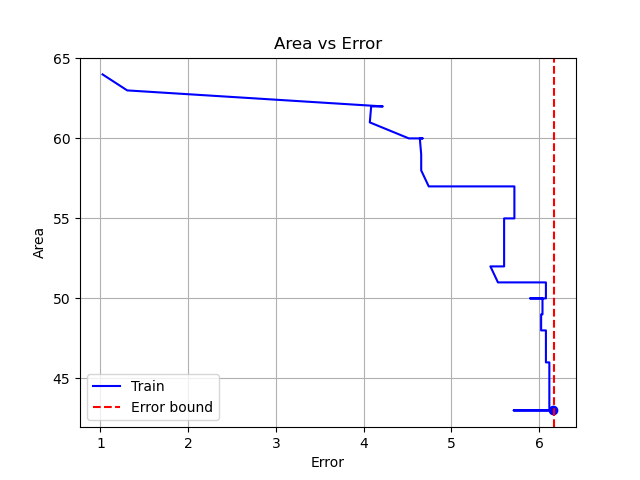 Area vs Error
65
60
55
50
45
Area
1 2 3 4 5 6
Error
Train
Error bound